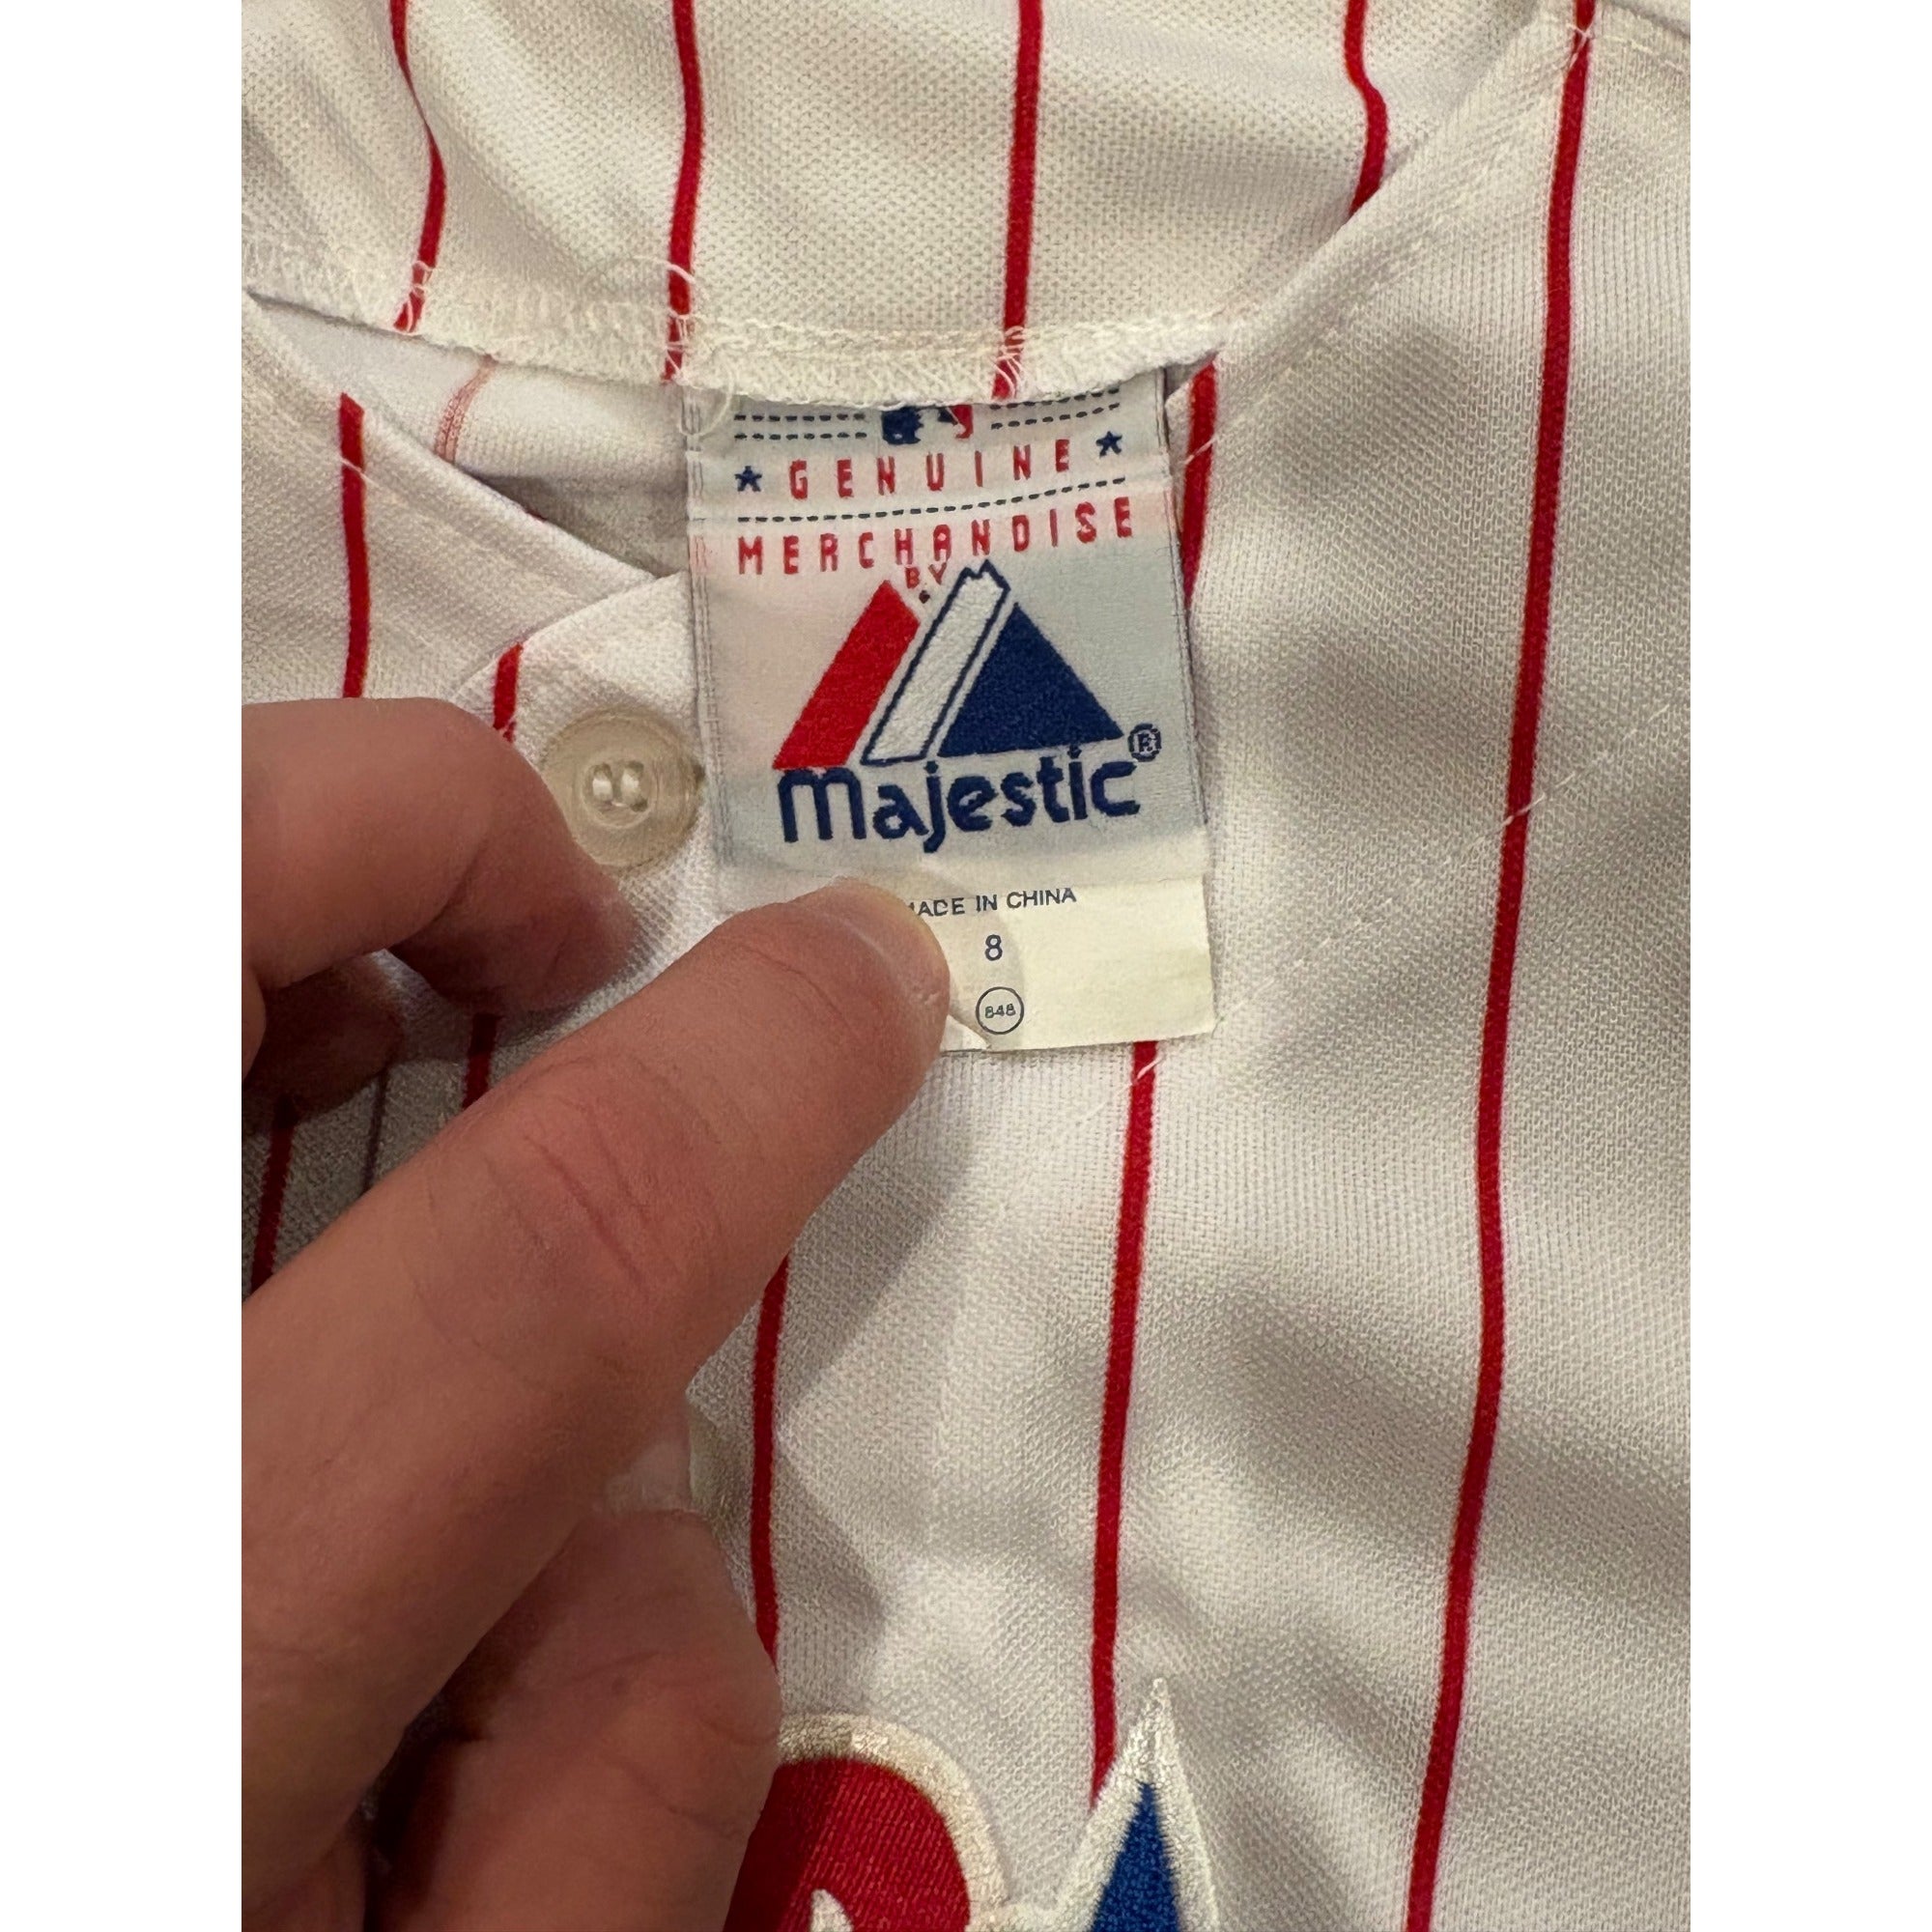 GENUINE
MERCHANDISE
BY
Majestic®
MADE IN CHINA
8
848